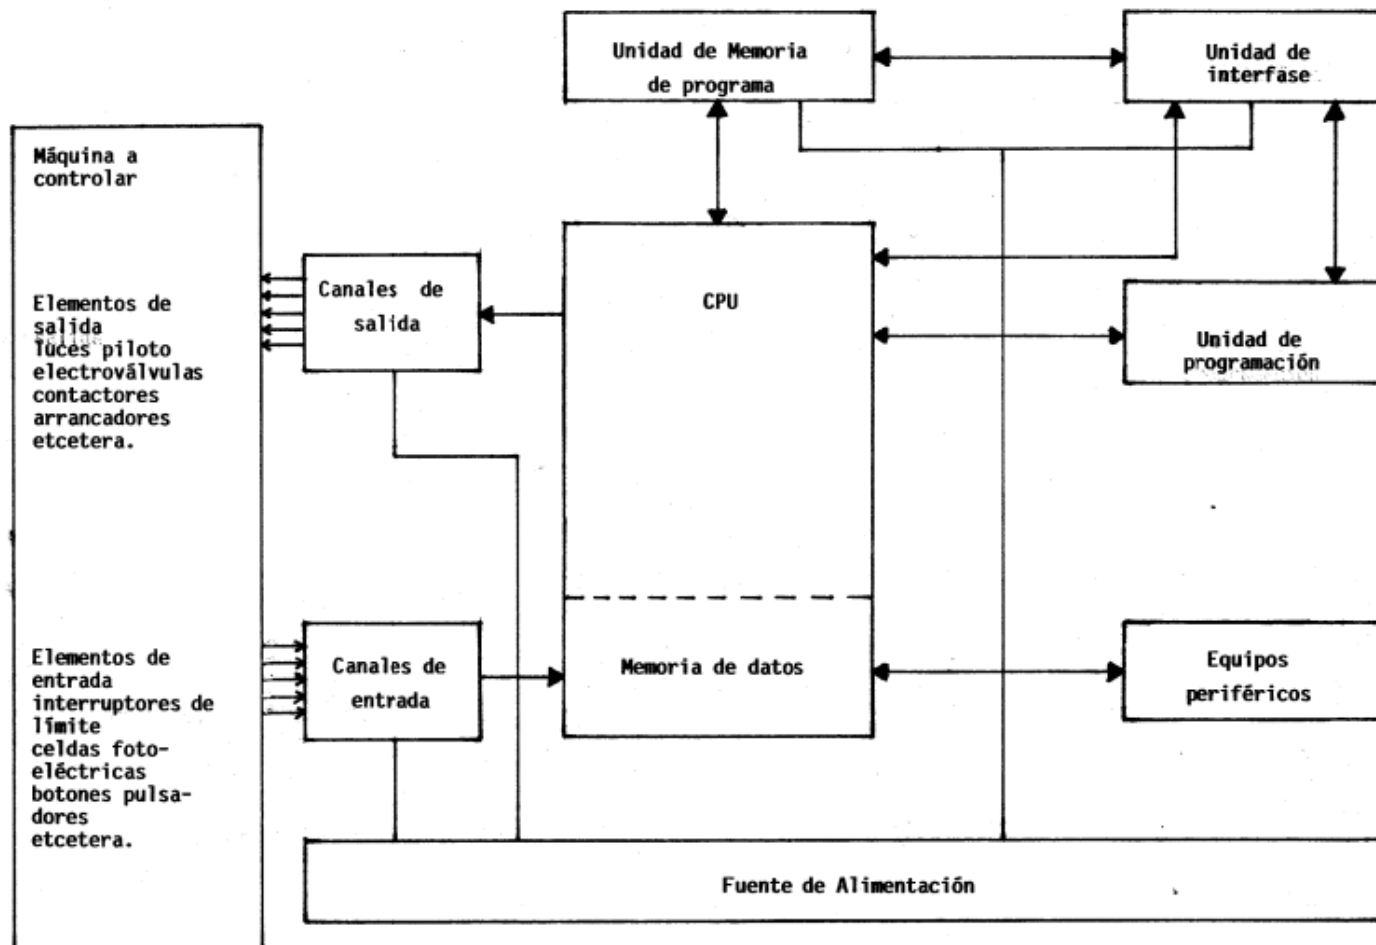 Unidad de Memoria
de programa
Unidad de
interfase
Máquina a
controlar
Canales de
salida
CPU
Elementos de
salida
luces piloto
electroválvulas
contactores
arrancadores
etcetera.
Unidad de
programación
Elementos de
entrada
interruptores de
límite
celdas foto-
eléctricas
botones pulsa-
dores
etcetera.
Canales de
entrada
Memoria de datos
Equipos
periféricos
Fuente de Alimentación